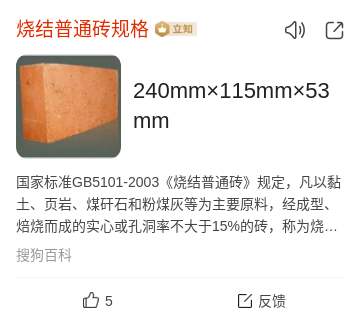 烧结普通砖规格 立知
240mm×115mm×53
mm
国家标准GB5101-2003《烧结普通砖》规定，凡以黏
土、页岩、煤矸石和粉煤灰等为主要原料，经成型、
焙烧而成的实心或孔洞率不大于15%的砖，称为烧…
搜狗百科
5 反馈